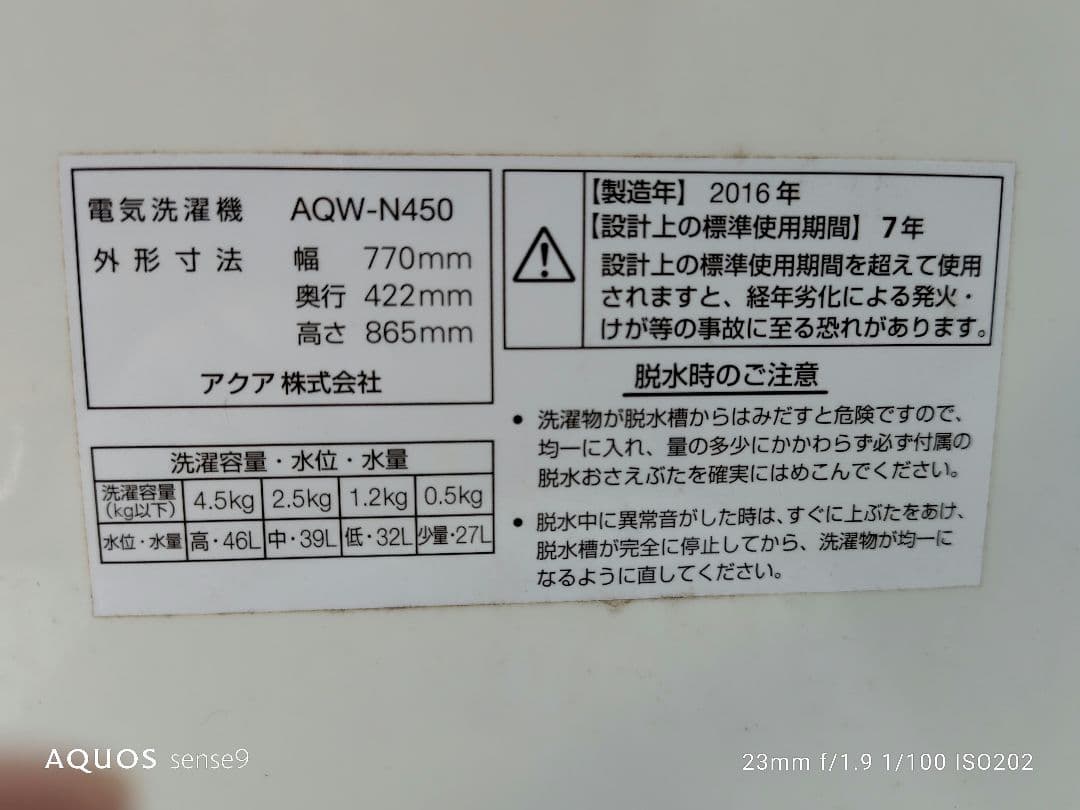 電気洗濯機 AQW-N450
外形寸法 幅 770mm
奥行 422mm
高さ 865mm
アクア株式会社
【製造年】 2016年
【設計上の標準使用期間】 7年
設計上の標準使用期間を超えて使用
されますと、経年劣化による発火・
けが等の事故に至る恐れがあります。
洗濯容量・水位・水量
洗濯容量(kg以下) 4.5kg 2.5kg 1.2kg 0.5kg
水位・水量 高・46L 中・39L 低・32L 少量・27L
脱水時のご注意
• 洗濯物が脱水槽からはみだすと危険ですので、
均一に入れ、量の多少にかかわらず必ず付属の
脱水おさえぶたを確実にはめこんでください。
• 脱水中に異常音がした時は、すぐに上ぶたをあけ、
脱水槽が完全に停止してから、洗濯物が均一に
なるように直してください。
AQUOS sense9
23mm f/1.9 1/100 ISO202